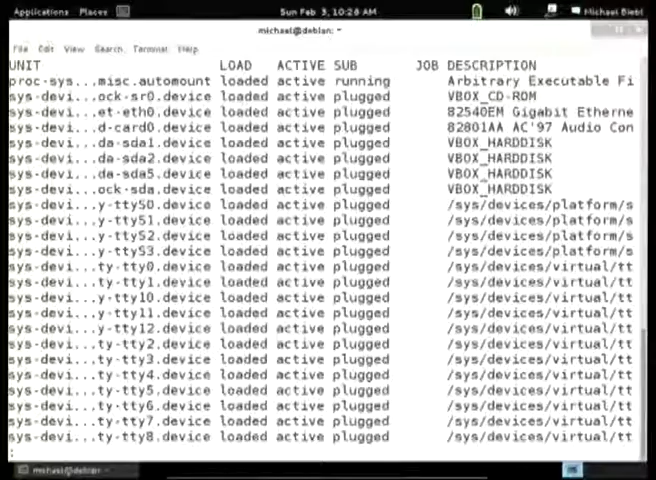 Applications Places Sun Feb 3, 10:28 AM Michael Biebl
michael@debian: ~
File Edit View Search Terminal Help
UNIT LOAD ACTIVE SUB JOB DESCRIPTION
proc-sys...misc.automount loaded active running Arbitrary Executable Fi
sys-devi...ock-sr0.device loaded active plugged VBOX_CD-ROM
sys-devi...et-eth0.device loaded active plugged 82540EM Gigabit Etherne
sys-devi...d-card0.device loaded active plugged 82801AA AC'97 Audio Con
sys-devi...da-sda1.device loaded active plugged VBOX_HARDDISK
sys-devi...da-sda2.device loaded active plugged VBOX_HARDDISK
sys-devi...da-sda5.device loaded active plugged VBOX_HARDDISK
sys-devi...ock-sda.device loaded active plugged VBOX_HARDDISK
sys-devi...y-ttyS0.device loaded active plugged /sys/devices/platform/s
sys-devi...y-ttyS1.device loaded active plugged /sys/devices/platform/s
sys-devi...y-ttyS2.device loaded active plugged /sys/devices/platform/s
sys-devi...y-ttyS3.device loaded active plugged /sys/devices/platform/s
sys-devi...ty-tty0.device loaded active plugged /sys/devices/virtual/tt
sys-devi...ty-tty1.device loaded active plugged /sys/devices/virtual/tt
sys-devi...y-tty10.device loaded active plugged /sys/devices/virtual/tt
sys-devi...y-tty11.device loaded active plugged /sys/devices/virtual/tt
sys-devi...y-tty12.device loaded active plugged /sys/devices/virtual/tt
sys-devi...ty-tty2.device loaded active plugged /sys/devices/virtual/tt
sys-devi...ty-tty3.device loaded active plugged /sys/devices/virtual/tt
sys-devi...ty-tty4.device loaded active plugged /sys/devices/virtual/tt
sys-devi...ty-tty5.device loaded active plugged /sys/devices/virtual/tt
sys-devi...ty-tty6.device loaded active plugged /sys/devices/virtual/tt
sys-devi...ty-tty7.device loaded active plugged /sys/devices/virtual/tt
sys-devi...ty-tty8.device loaded active plugged /sys/devices/virtual/tt
:
michael@debian: ~